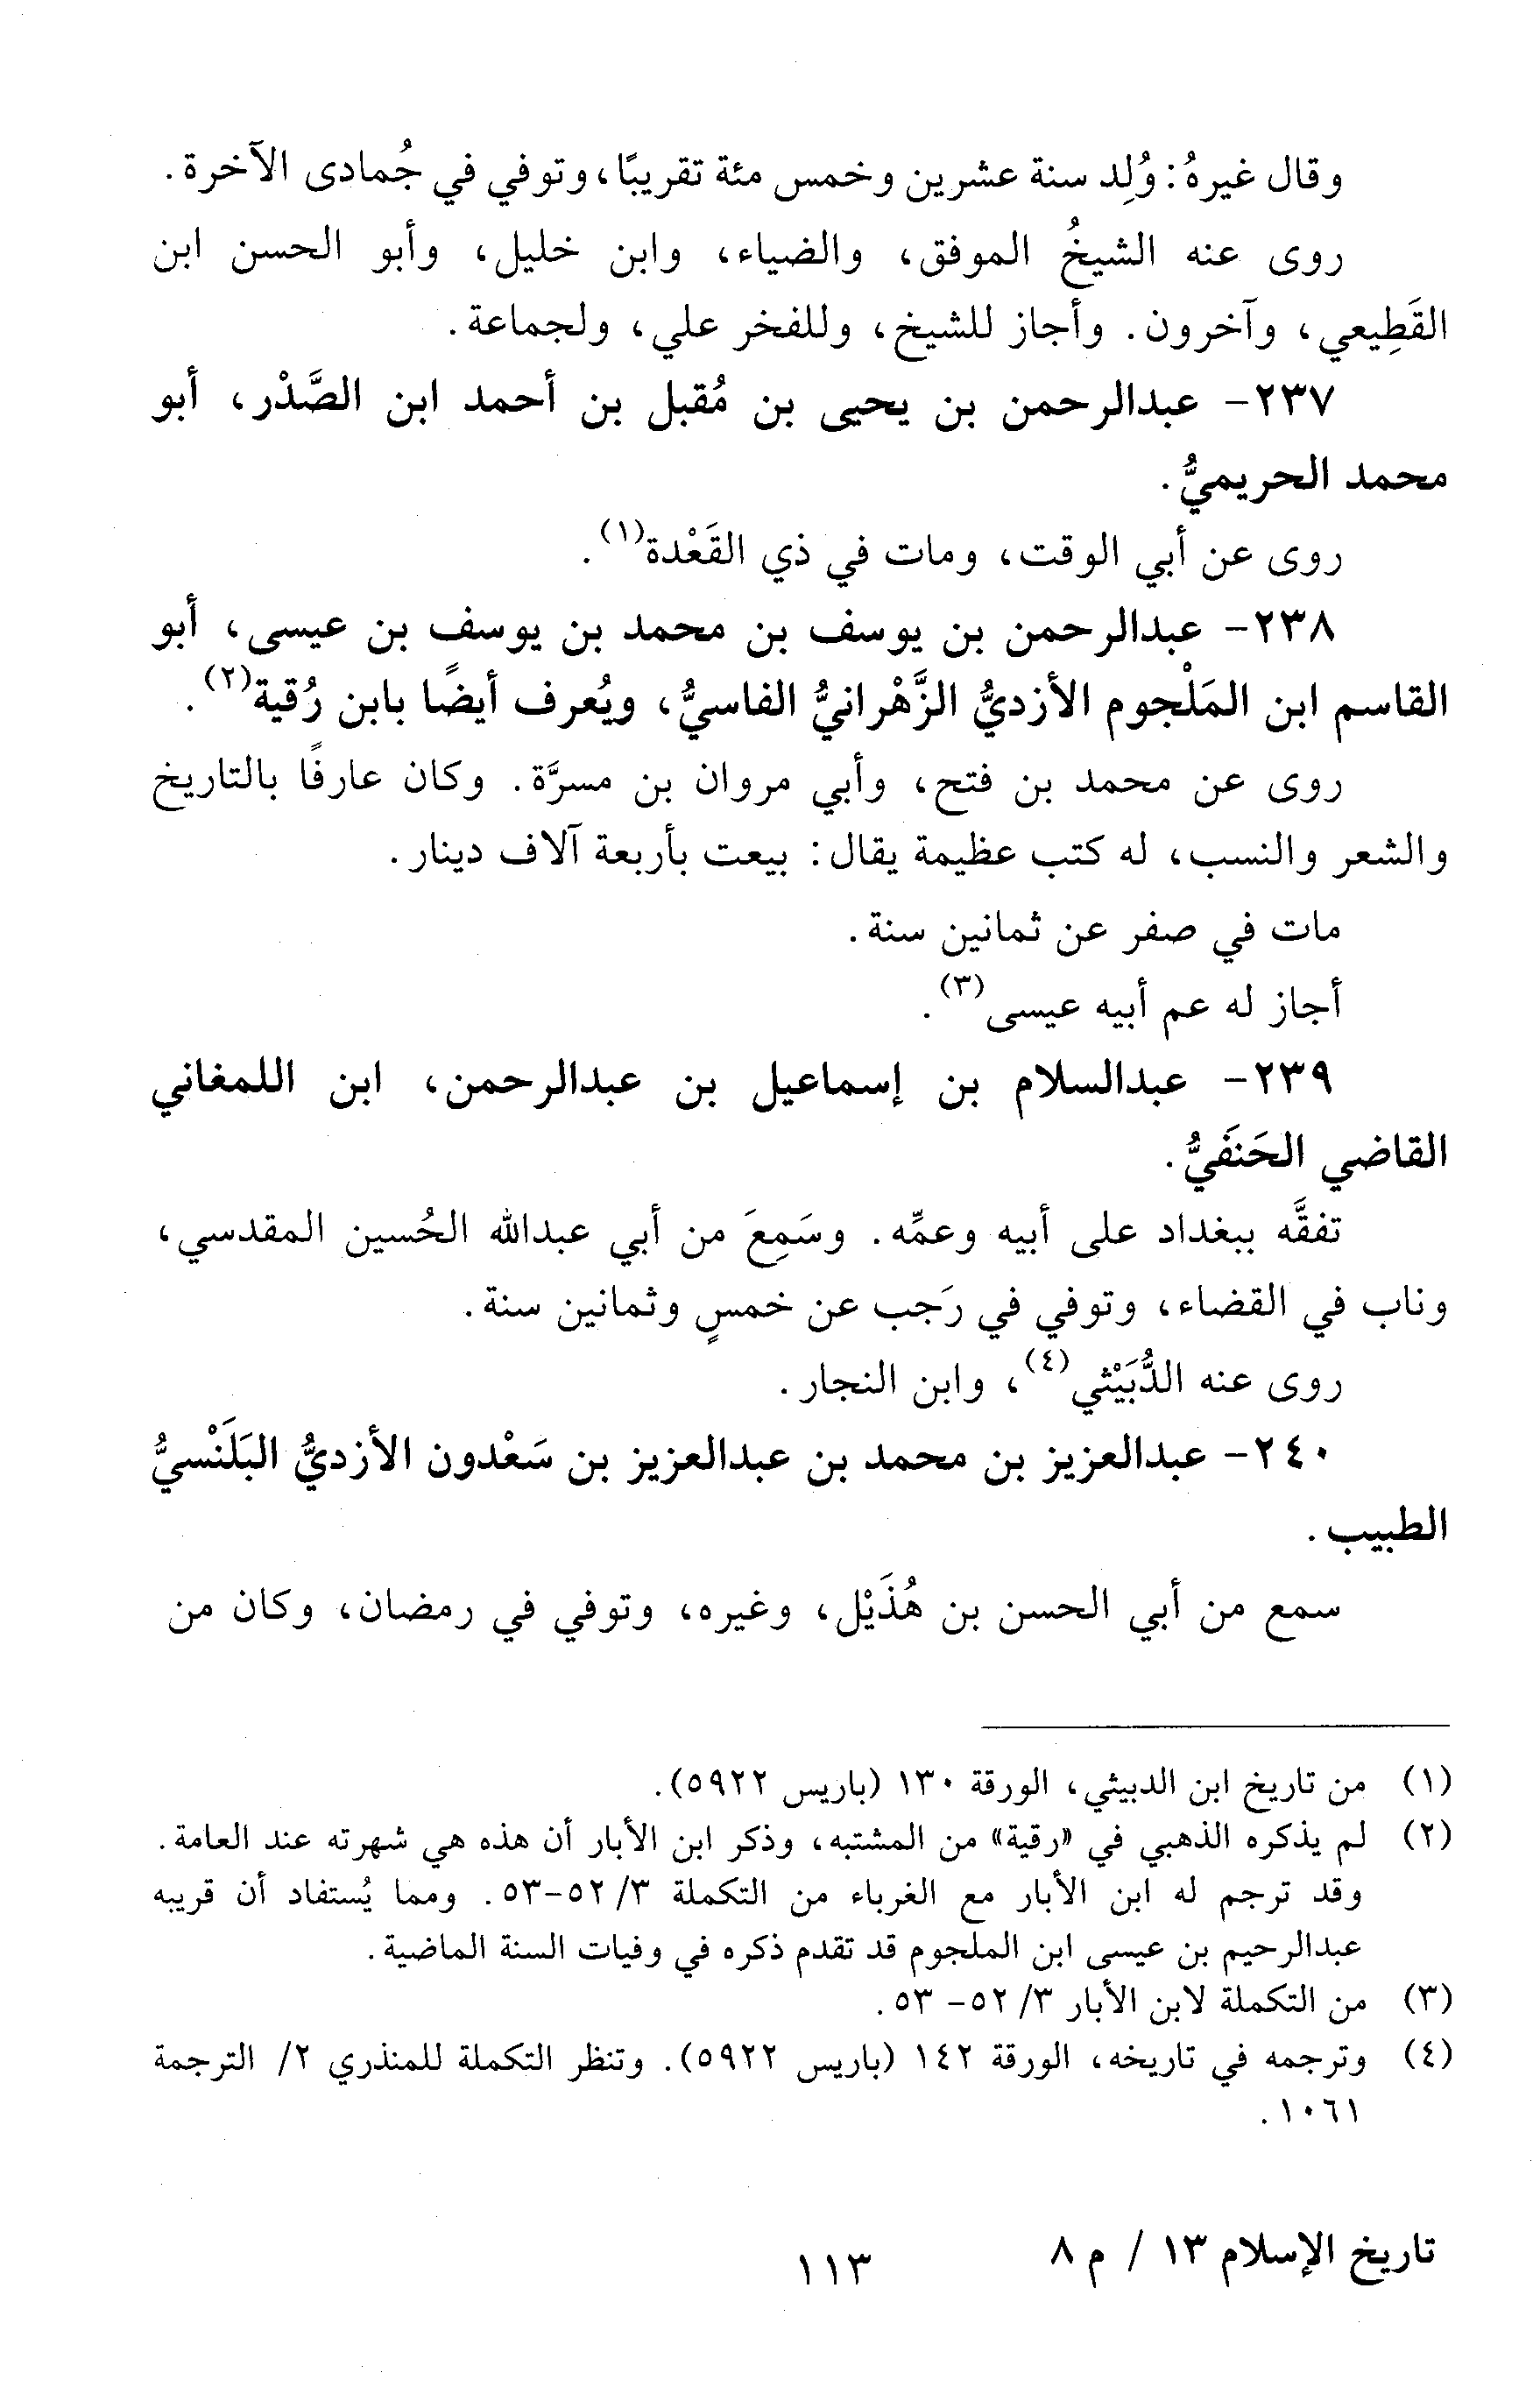 وقال غيرهُ: وُلِد سنة عشرين وخمس مئة تقريبًا، وتوفي في جُمادى الآخرة.
روى عنه الشيخُ الموفق، والضياء، وابن خليل، وأبو الحسن ابن
القَطِيعي، وآخرون. وأجاز للشيخ، وللفخر علي، ولجماعة.
٢٣٧- عبدالرحمن بن يحيى بن مُقبل بن أحمد ابن الصَّدْر، أبو
محمد الحريميُّ.
روى عن أبي الوقت، ومات في ذي القَعْدة(١).
٢٣٨- عبدالرحمن بن يوسف بن محمد بن يوسف بن عيسى، أبو
القاسم ابن المَلْجوم الأزديُّ الزَّهْرانيُّ الفاسيُّ، ويُعرف أيضًا بابن رُقية(٢).
روى عن محمد بن فتح، وأبي مروان بن مسرَّة. وكان عارفًا بالتاريخ
والشعر والنسب، له كتب عظيمة يقال: بيعت بأربعة آلاف دينار.
مات في صفر عن ثمانين سنة.
أجاز له عم أبيه عيسى(٣).
٢٣٩- عبدالسلام بن إسماعيل بن عبدالرحمن، ابن اللمغاني
القاضي الحَنَفيُّ.
تفقَّه ببغداد على أبيه وعمِّه. وسَمِعَ من أبي عبدالله الحُسين المقدسي،
وناب في القضاء، وتوفي في رَجب عن خمسٍ وثمانين سنة.
روى عنه الدُّبَيْثي(٤)، وابن النجار.
٢٤٠- عبدالعزيز بن محمد بن عبدالعزيز بن سَعْدون الأزديُّ البَلَنْسيُّ
الطبيب.
سمع من أبي الحسن بن هُذَيْل، وغيره، وتوفي في رمضان، وكان من
(١) من تاريخ ابن الدبيثي، الورقة ١٣٠ (باريس ٥٩٢٢).
(٢) لم يذكره الذهبي في «رقية» من المشتبه، وذكر ابن الأبار أن هذه هي شهرته عند العامة.
وقد ترجم له ابن الأبار مع الغرباء من التكملة ٣/ ٥٢-٥٣. ومما يُستفاد أن قريبه
عبدالرحيم بن عيسى ابن الملجوم قد تقدم ذكره في وفيات السنة الماضية.
(٣) من التكملة لابن الأبار ٣/ ٥٢- ٥٣.
(٤) وترجمه في تاريخه، الورقة ١٤٢ (باريس ٥٩٢٢). وتنظر التكملة للمنذري ٢/ الترجمة
١٠٦١.
تاريخ الإسلام ١٣ / م ٨
١١٣